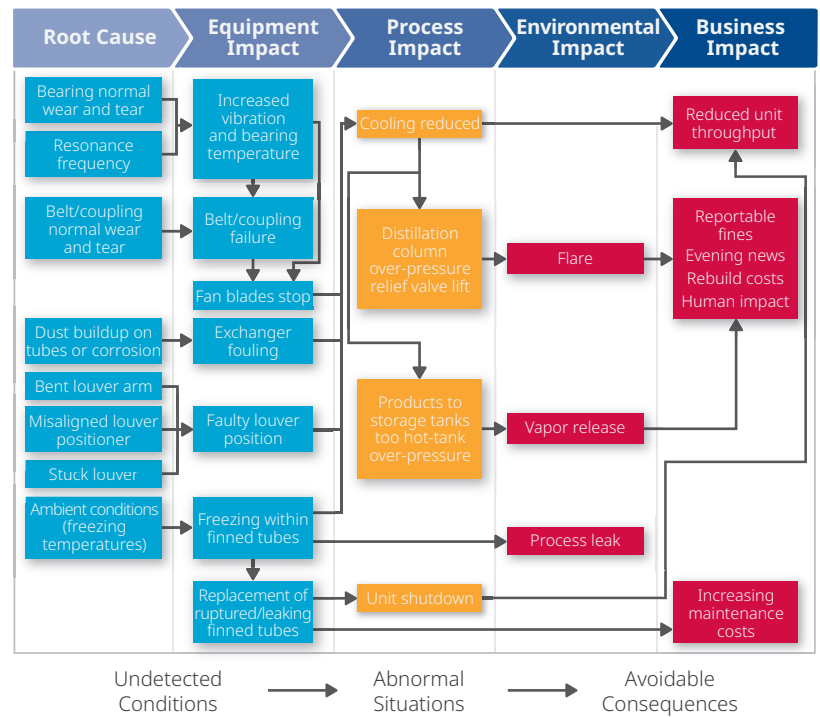 Root Cause
Equipment
Impact
Process
Impact
Environmental
Impact
Business
Impact
Bearing normal
wear and tear
Resonance
frequency
Belt/coupling
normal wear
and tear
Dust buildup on
tubes or corrosion
Bent louver arm
Misaligned louver
positioner
Stuck louver
Ambient conditions
(freezing
temperatures)
Increased
vibration
and bearing
temperature
Belt/coupling
failure
Fan blades stop
Exchanger
fouling
Faulty louver
position
Freezing within
finned tubes
Replacement of
ruptured/leaking
finned tubes
Cooling reduced
Distillation
column
over-pressure
relief valve lift
Products to
storage tanks
too hot-tank
over-pressure
Unit shutdown
Flare
Vapor release
Process leak
Reduced unit
throughput
Reportable
fines
Evening news
Rebuild costs
Human impact
Increasing
maintenance
costs
Undetected
Conditions
Abnormal
Situations
Avoidable
Consequences